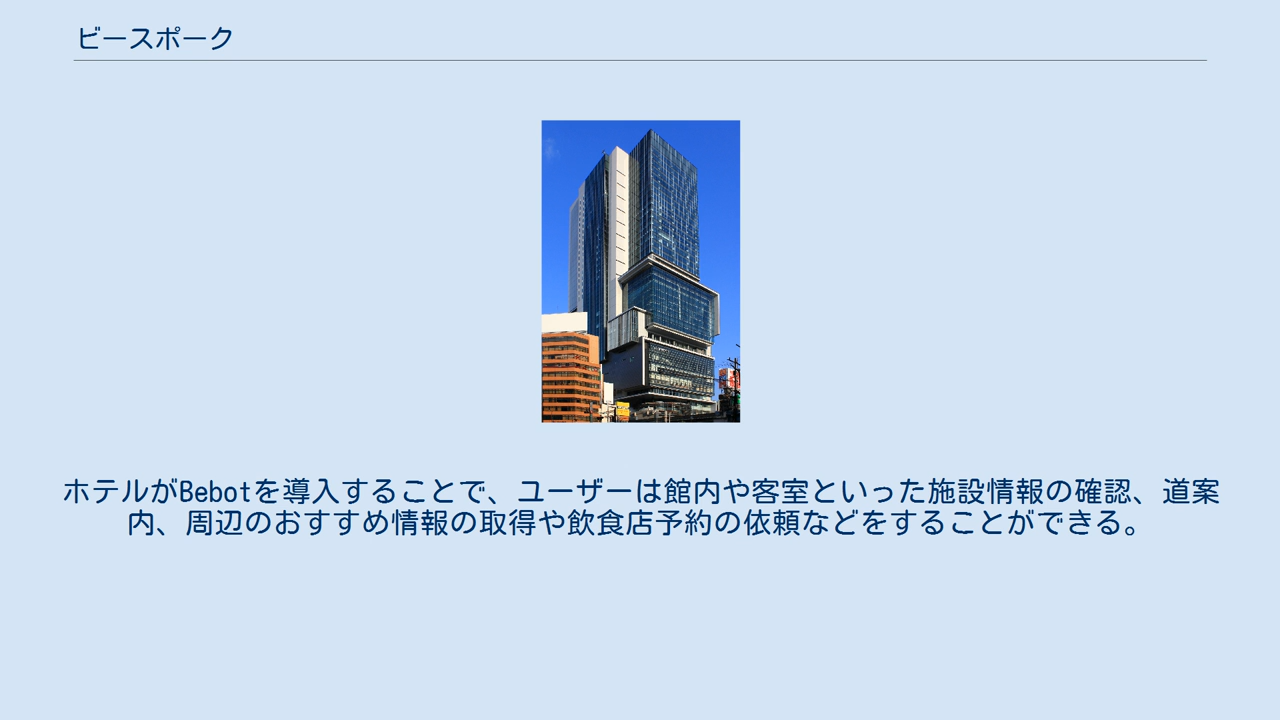 ビースポーク
ホテルがBebotを導入することで、ユーザーは館内や客室といった施設情報の確認、道案
内、周辺のおすすめ情報の取得や飲食店予約の依頼などをすることができる。